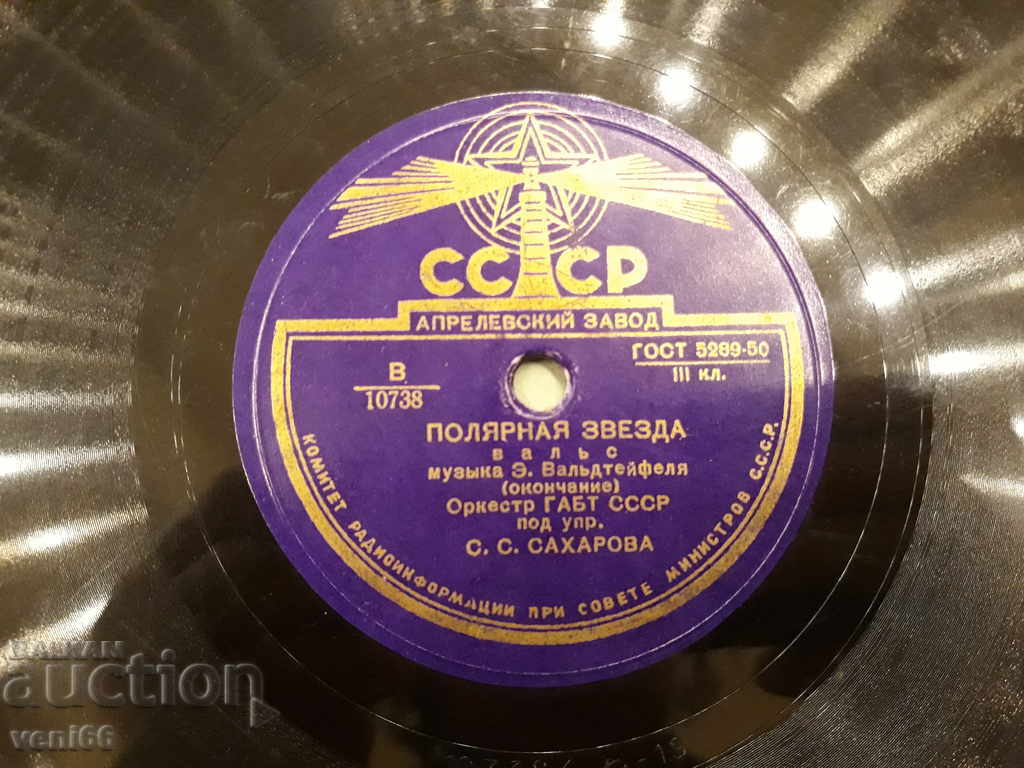 СССР
АПРЕЛЕВСКИЙ ЗАВОД
ГОСТ 5289-50
III кл.
В
10738
ПОЛЯРНАЯ ЗВЕЗДА
вальс
музыка Э. Вальдтейфеля
(окончание)
Оркестр ГАБТ СССР
под упр.
С. С. САХАРОВА
КОМИТЕТ РАДИОИНФОРМАЦИИ ПРИ СОВЕТЕ МИНИСТРОВ С.С.С.Р.
BALKAN
auction
veni66